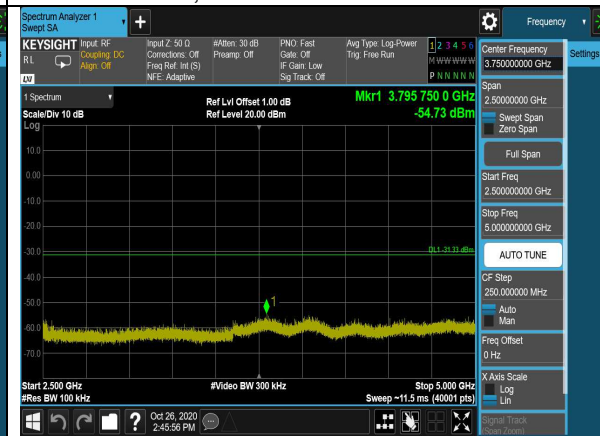 Spectrum Analyzer 1
Swept SA
Frequency
KEYSIGHT
RL
LXI
Input: RF
Coupling: DC
Align: Off
Input Z: 50 Ω
Corrections: Off
Freq Ref: Int (S)
NFE: Adaptive
#Atten: 30 dB
Preamp: Off
PNO: Fast
Gate: Off
IF Gain: Low
Sig Track: Off
Avg Type: Log-Power
Trig: Free Run
1 2 3 4 5 6
M W W W W W
P N N N N N
1 Spectrum
Scale/Div 10 dB
Log
Ref Lvl Offset 1.00 dB
Ref Level 20.00 dBm
Mkr1 3.795 750 0 GHz
-54.73 dBm
10.0
0.00
-10.0
-20.0
-30.0
DL1 -31.33 dBm
-40.0
-50.0
1
-60.0
-70.0
Start 2.500 GHz
#Res BW 100 kHz
#Video BW 300 kHz
Stop 5.000 GHz
Sweep ~11.5 ms (40001 pts)
Oct 26, 2020
2:45:56 PM
Center Frequency
3.750000000 GHz
Settings
Span
2.50000000 GHz
Swept Span
Zero Span
Full Span
Start Freq
2.500000000 GHz
Stop Freq
5.000000000 GHz
AUTO TUNE
CF Step
250.000000 MHz
Auto
Man
Freq Offset
0 Hz
X Axis Scale
Log
Lin
Signal Track
(Span Zoom)